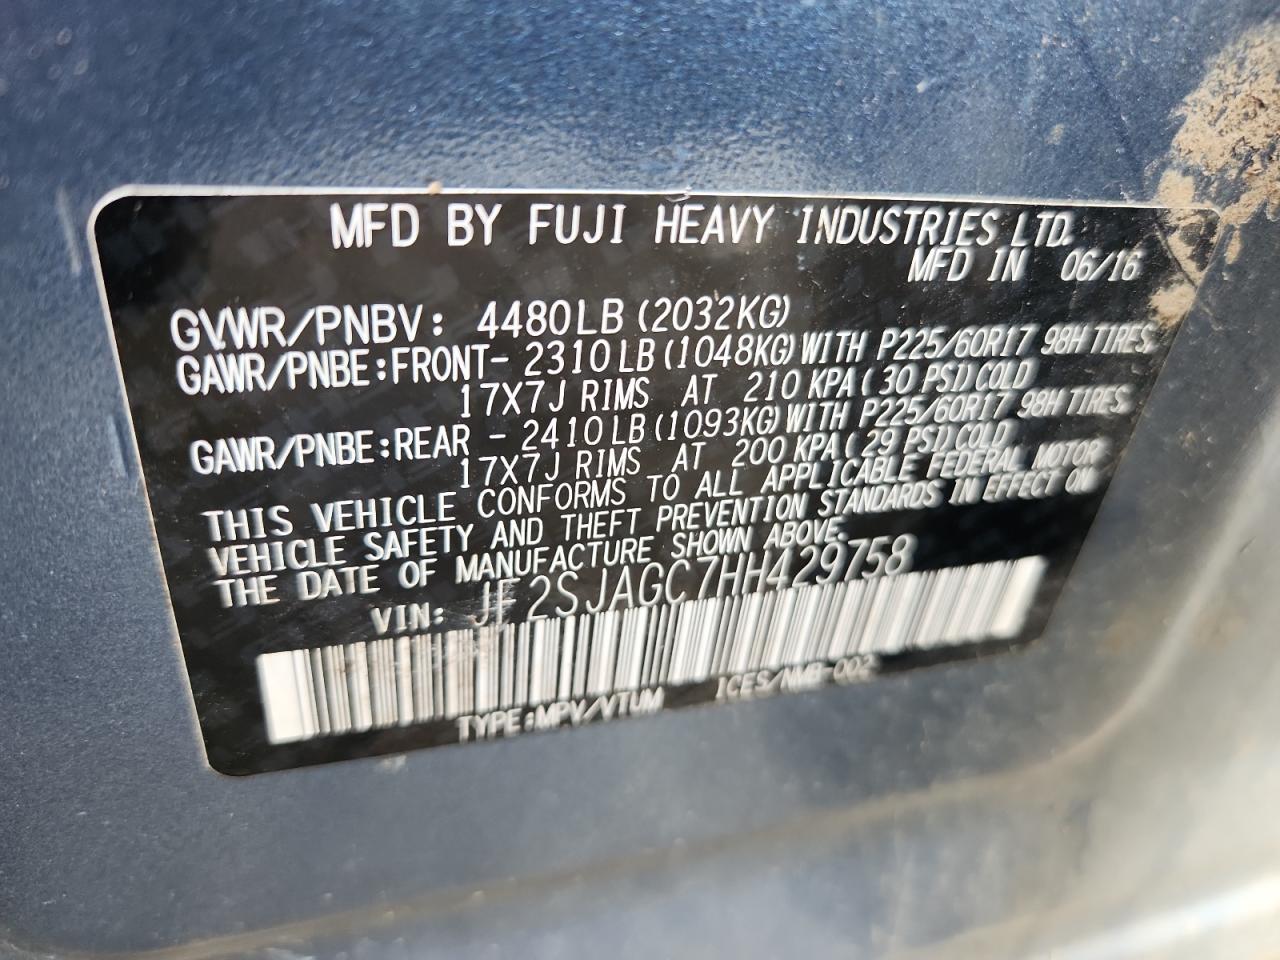 MFD BY FUJI HEAVY INDUSTRIES LTD.
MFD IN 06/16
GVWR/PNBV: 4480LB (2032KG)
GAWR/PNBE:FRONT- 2310LB (1048KG) WITH P225/60R17 98H TIRES,
17X7J RIMS AT 210 KPA (30 PSI) COLD
GAWR/PNBE:REAR - 2410LB (1093KG) WITH P225/60R17 98H TIRES,
17X7J RIMS AT 200 KPA (29 PSI) COLD
THIS VEHICLE CONFORMS TO ALL APPLICABLE FEDERAL MOTOR
VEHICLE SAFETY AND THEFT PREVENTION STANDARDS IN EFFECT ON
THE DATE OF MANUFACTURE SHOWN ABOVE.
VIN: JF2SJAGC7HH429758
TYPE:MPV/VTUM ICES/NMB-002